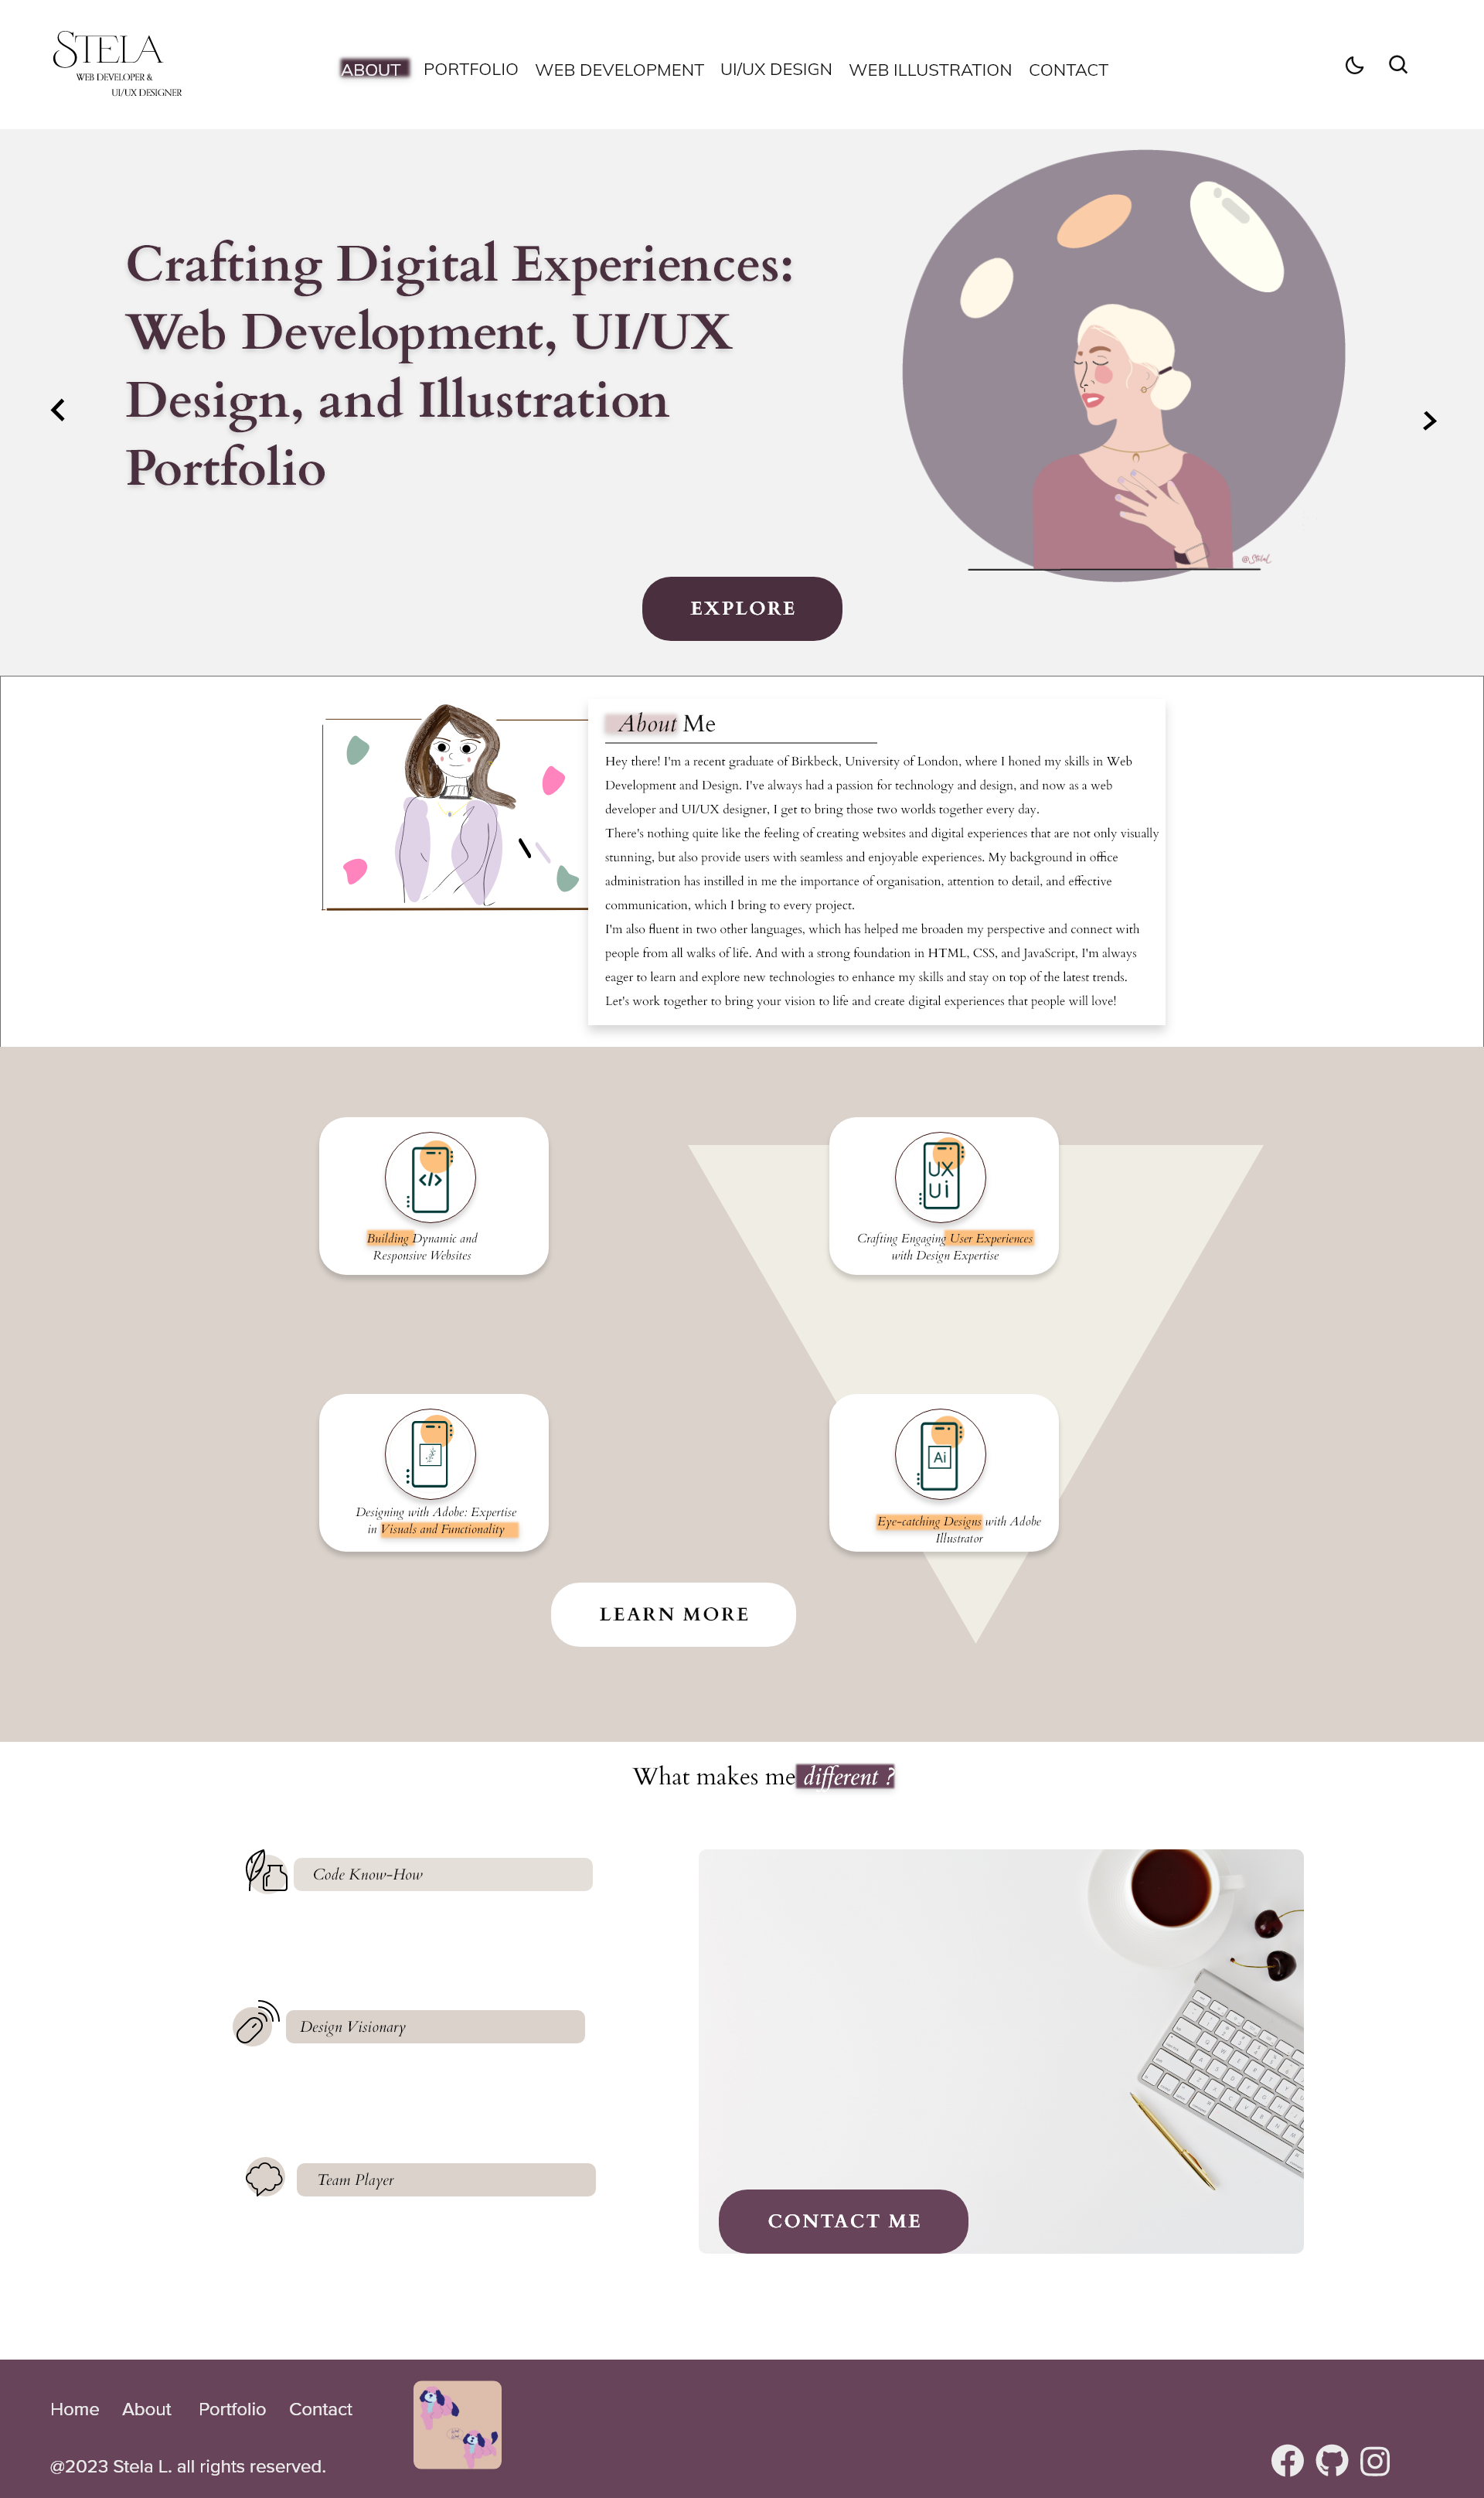 STELA
WEB DEVELOPER &
UI/UX DESIGNER
ABOUT PORTFOLIO WEB DEVELOPMENT UI/UX DESIGN WEB ILLUSTRATION CONTACT
Crafting Digital Experiences:
Web Development, UI/UX
Design, and Illustration
Portfolio
EXPLORE
About Me
Hey there! I'm a recent graduate of Birkbeck, University of London, where I honed my skills in Web
Development and Design. I've always had a passion for technology and design, and now as a web
developer and UI/UX designer, I get to bring those two worlds together every day.
There's nothing quite like the feeling of creating websites and digital experiences that are not only visually
stunning, but also provide users with seamless and enjoyable experiences. My background in office
administration has instilled in me the importance of organisation, attention to detail, and effective
communication, which I bring to every project.
I'm also fluent in two other languages, which has helped me broaden my perspective and connect with
people from all walks of life. And with a strong foundation in HTML, CSS, and JavaScript, I'm always
eager to learn and explore new technologies to enhance my skills and stay on top of the latest trends.
Let's work together to bring your vision to life and create digital experiences that people will love!
</>
Building Dynamic and
Responsive Websites
UX
Ui
Crafting Engaging User Experiences
with Design Expertise
Designing with Adobe: Expertise
in Visuals and Functionality
Ai
Eye-catching Designs with Adobe
Illustrator
LEARN MORE
What makes me different ?
Code Know-How
Design Visionary
Team Player
CONTACT ME
Home About Portfolio Contact
@2023 Stela L. all rights reserved.